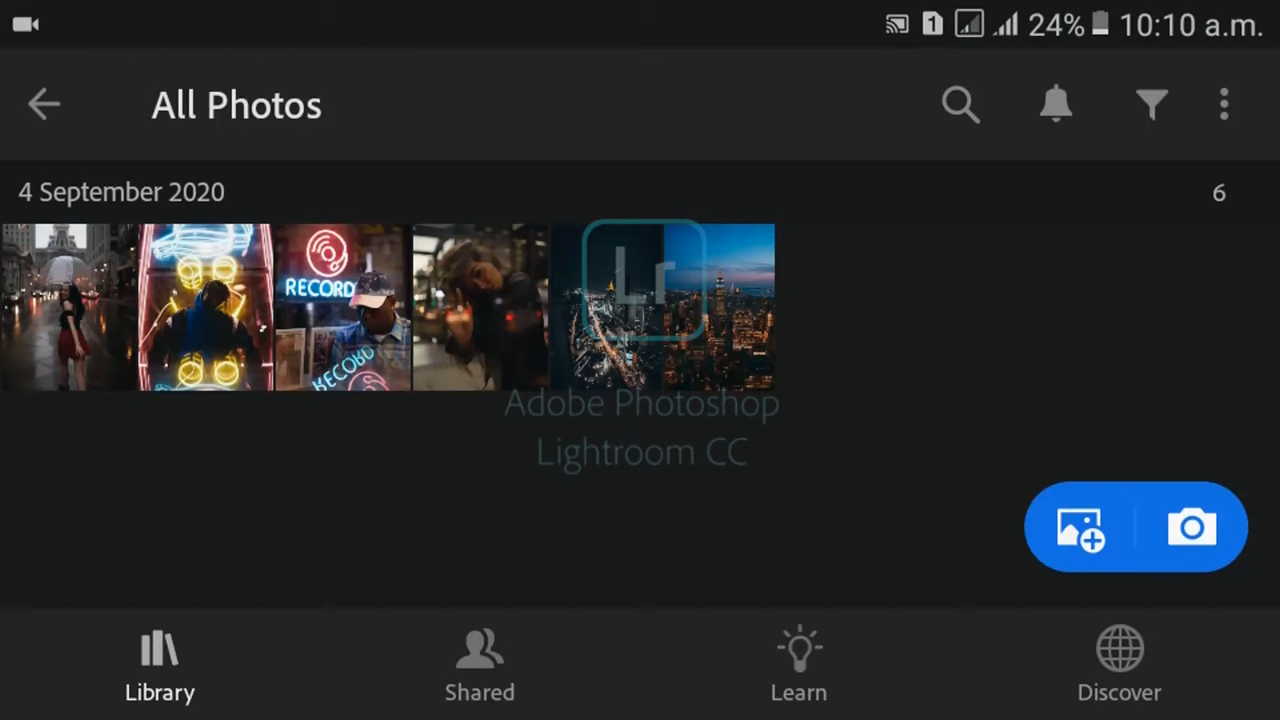 1 24% 10:10 a.m.
All Photos
4 September 2020 6
RECORD
RECORD
Lr
Adobe Photoshop
Lightroom CC
Library Shared Learn Discover